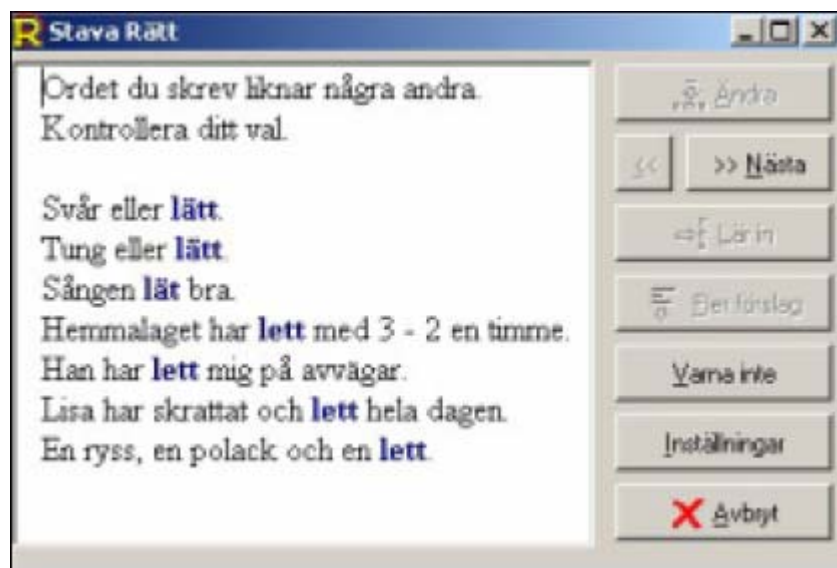 Stava Rätt
Ordet du skrev liknar några andra.
Kontrollera ditt val.
Svår eller lätt.
Tung eller lätt.
Sången lät bra.
Hemmalaget har lett med 3 - 2 en timme.
Han har lett mig på avvägar.
Lisa har skrattat och lett hela dagen.
En ryss, en polack och en lett.
Ändra
<<
>> Nästa
Lär in
Fler förslag
Varna inte
Inställningar
Avbryt